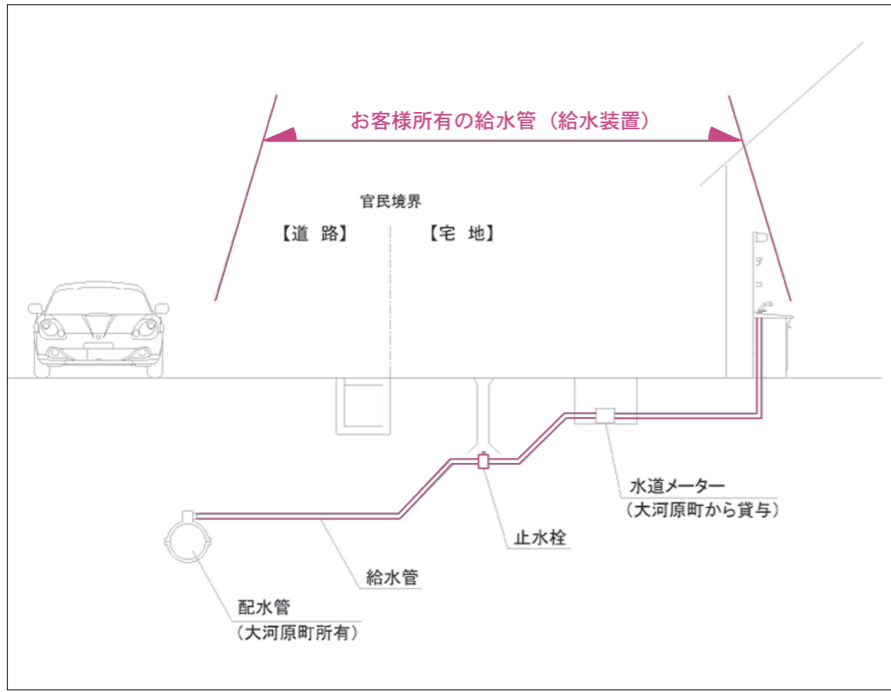 お客様所有の給水管（給水装置）
官民境界
【道 路】 【宅 地】
水道メーター
（大河原町から貸与）
止水栓
給水管
配水管
（大河原町所有）